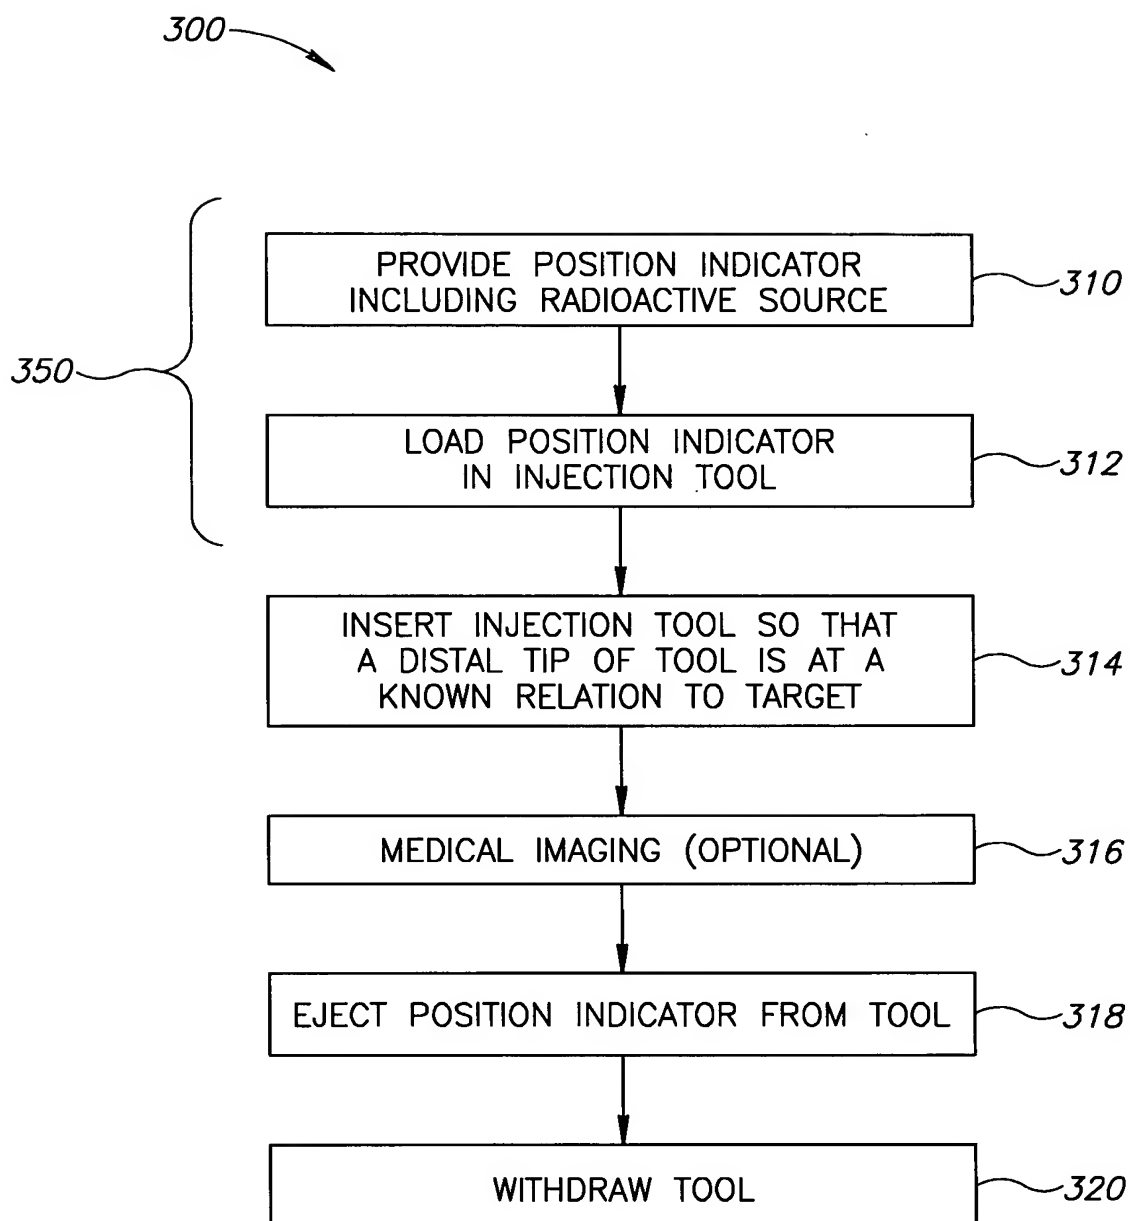 300
PROVIDE POSITION INDICATOR
INCLUDING RADIOACTIVE SOURCE
310
350
LOAD POSITION INDICATOR
IN INJECTION TOOL
312
INSERT INJECTION TOOL SO THAT
A DISTAL TIP OF TOOL IS AT A
KNOWN RELATION TO TARGET
314
MEDICAL IMAGING (OPTIONAL)
316
EJECT POSITION INDICATOR FROM TOOL
318
WITHDRAW TOOL
320